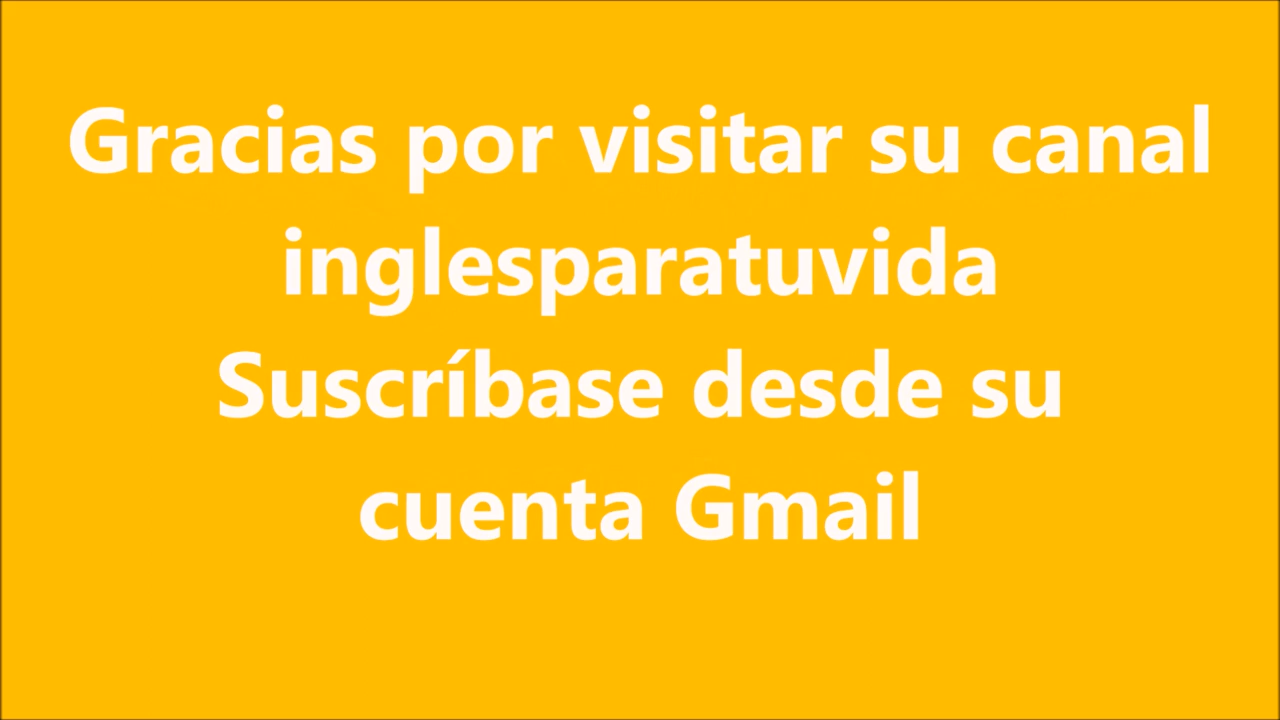 Gracias por visitar su canal
inglesparatuvida
Suscríbase desde su
cuenta Gmail